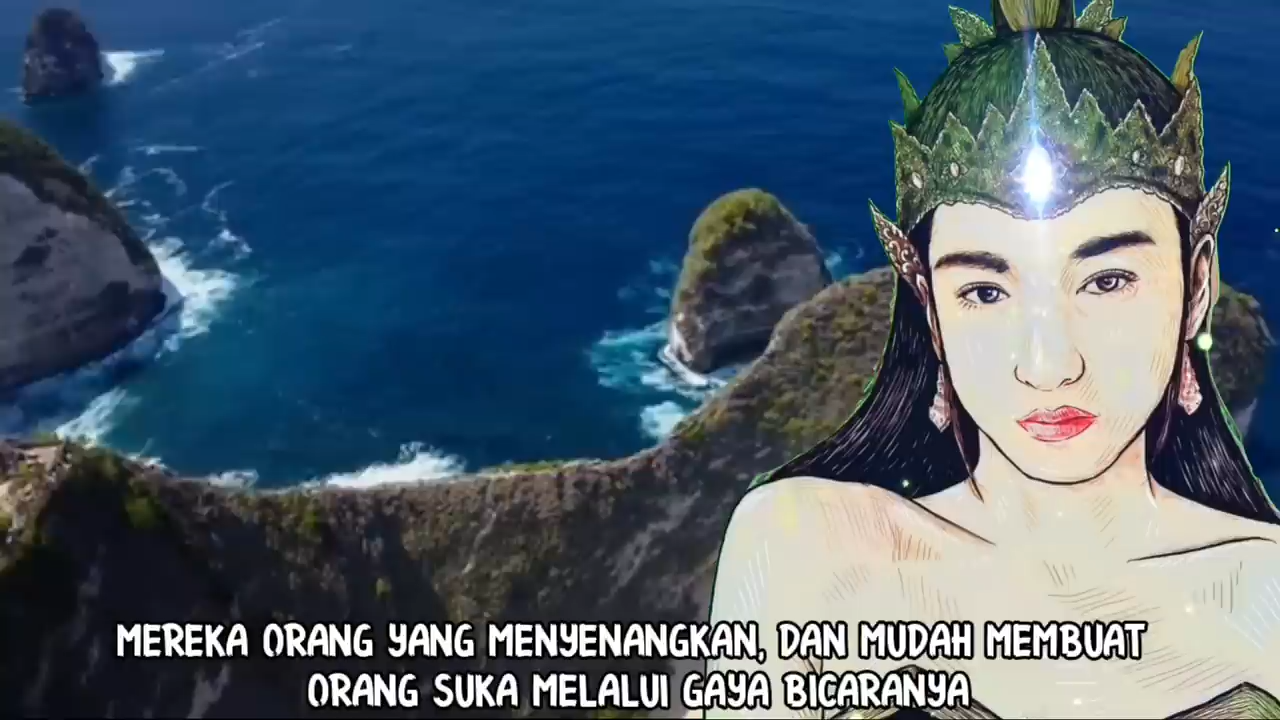 MEREKA ORANG YANG MENYENANGKAN, DAN MUDAH MEMBUAT
ORANG SUKA MELALUI GAYA BICARANYA